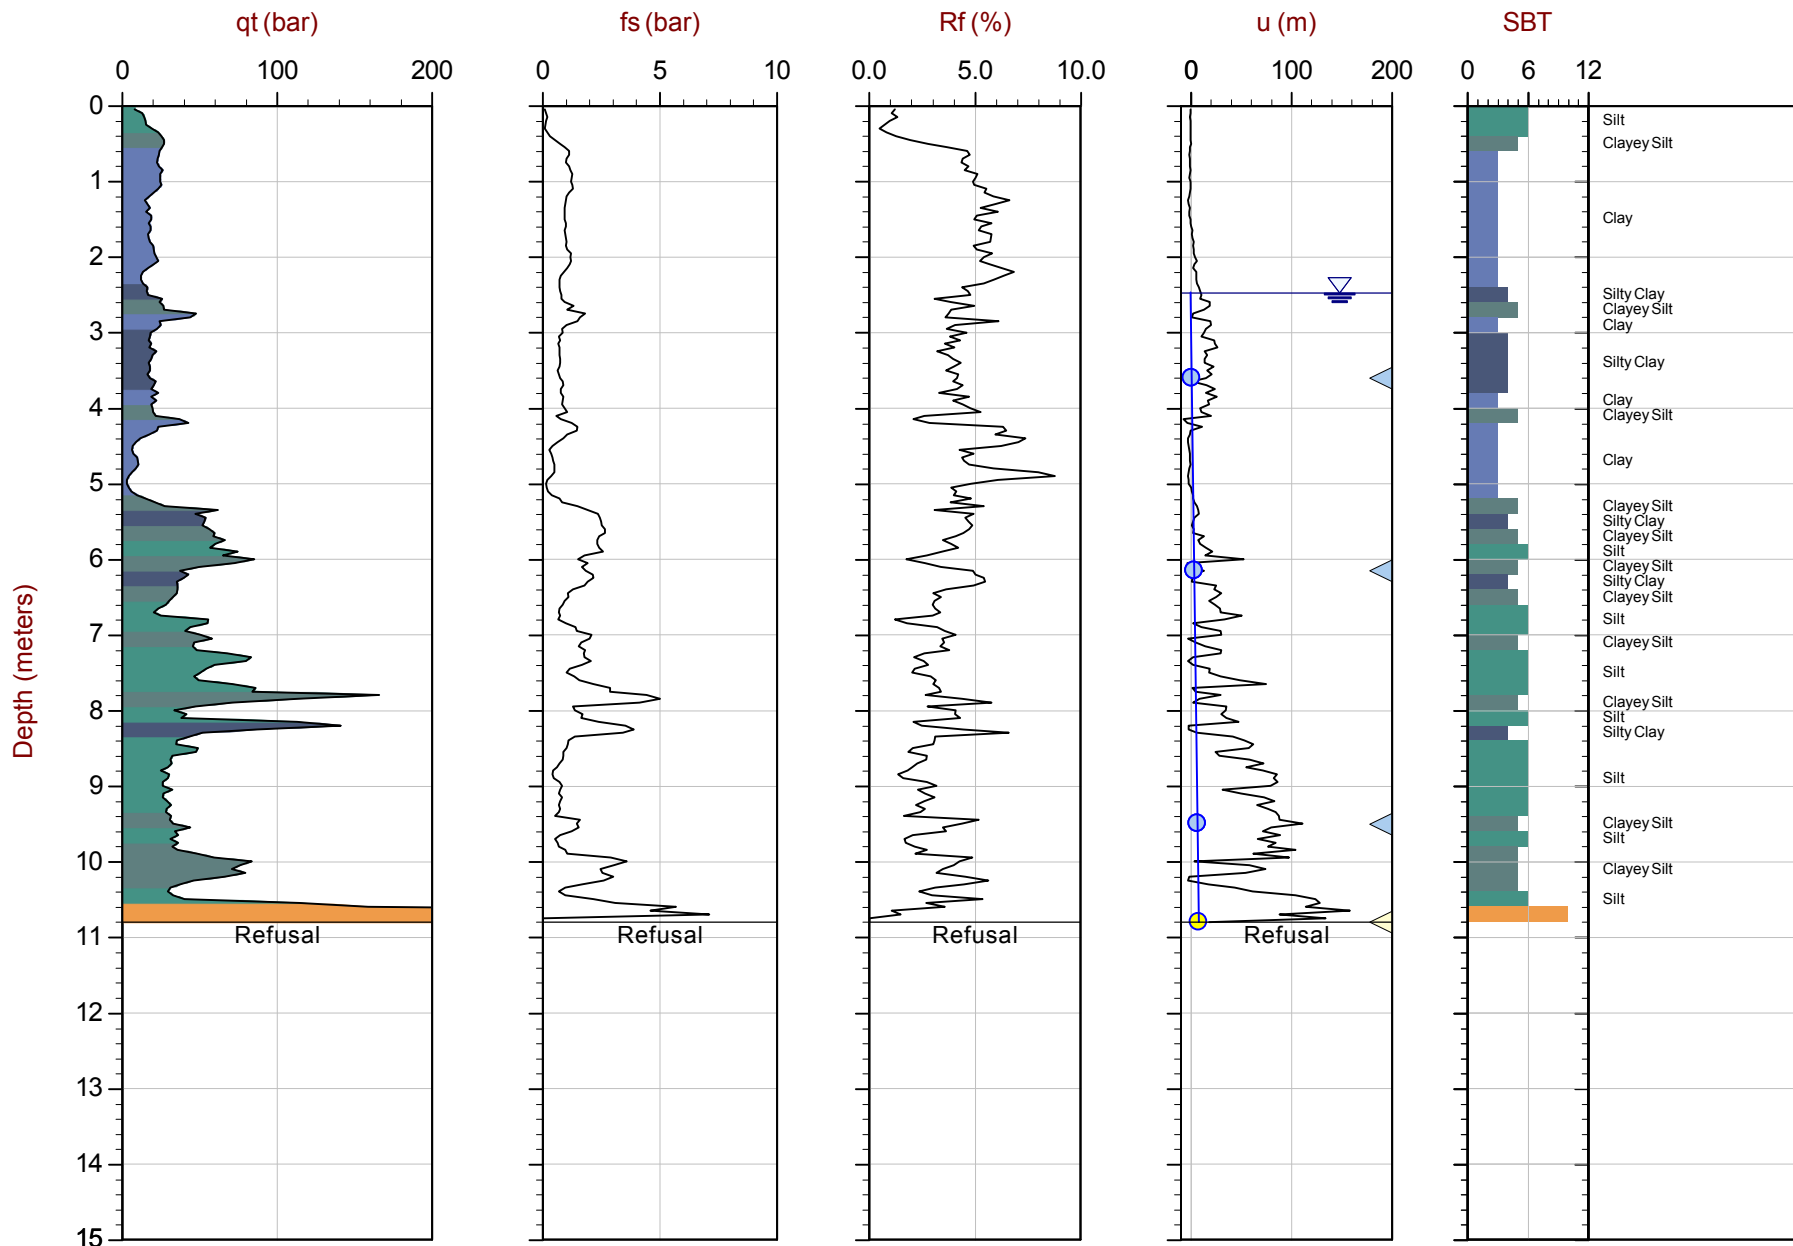 qt (bar) fs (bar) Rf (%) u (m) SBT
0 100 200 0 5 10 0.0 5.0 10.0 0 100 200 0 6 12
0
Silt
Clayey Silt
1
Clay
2
Silty Clay
Clayey Silt
Clay
3
Silty Clay
Clay
4
Clayey Silt
Clay
5
Clayey Silt
Silty Clay
Clayey Silt
Silt
6
Clayey Silt
Silty Clay
Clayey Silt
Silt
7
Clayey Silt
Silt
Clayey Silt
8
Silt
Silty Clay
Silt
9
Clayey Silt
Silt
10
Clayey Silt
Silt
11
Refusal Refusal Refusal Refusal
12
13
14
15
Depth (meters)